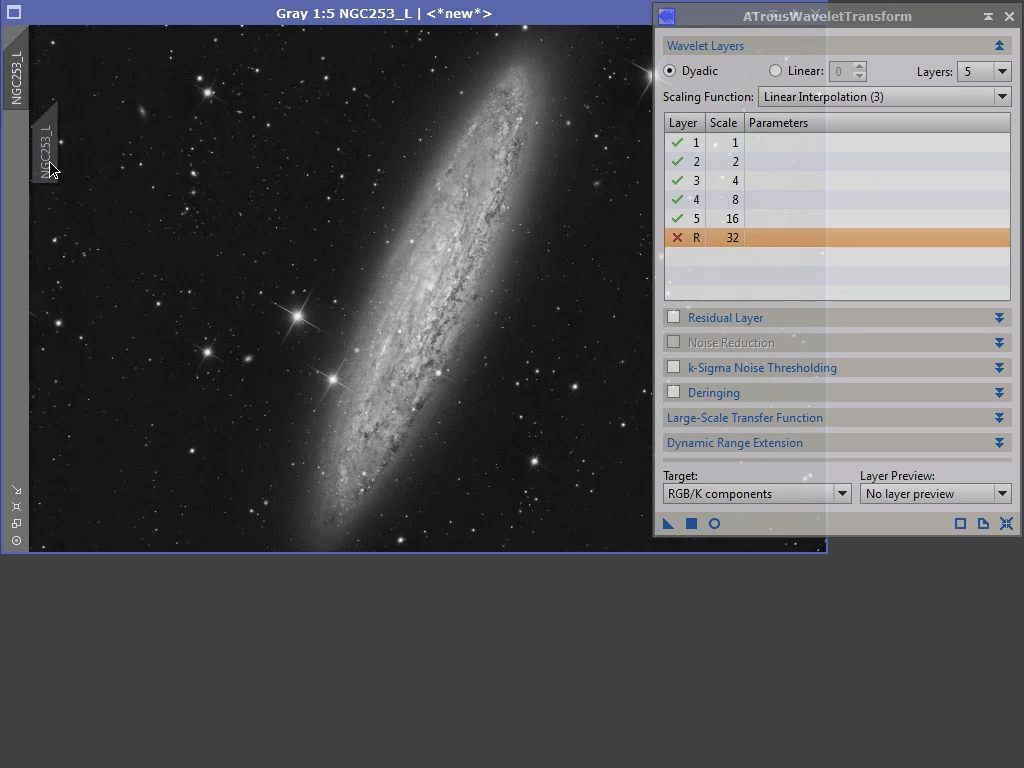 Gray 1:5 NGC253_L | <*new*>
NGC253_L
NGC253_L
ATrousWaveletTransform
Wavelet Layers
Dyadic
Linear:
0
Layers:
5
Scaling Function:
Linear Interpolation (3)
Layer Scale Parameters
1 1
2 2
3 4
4 8
5 16
R 32
Residual Layer
Noise Reduction
k-Sigma Noise Thresholding
Deringing
Large-Scale Transfer Function
Dynamic Range Extension
Target:
RGB/K components
Layer Preview:
No layer preview